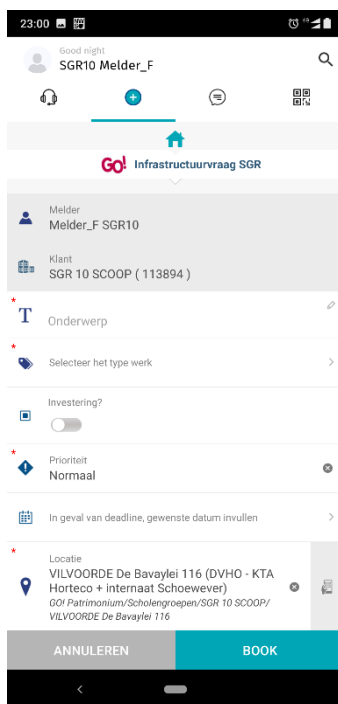 23:00
Good night
SGR10 Melder_F
GO! Infrastructuurvraag SGR
Melder
Melder_F SGR10
Klant
SGR 10 SCOOP ( 113894 )
*
T Onderwerp
*
Selecteer het type werk
Investering?
*
Prioriteit
Normaal
In geval van deadline, gewenste datum invullen
*
Locatie
VILVOORDE De Bavaylei
116 (DVHO - KTA
Horteco + internaat Schoewever)
GO! Patrimonium/Scholengroepen/SGR 10 SCOOP/
VILVOORDE De Bavaylei 116
ANNULEREN
BOOK